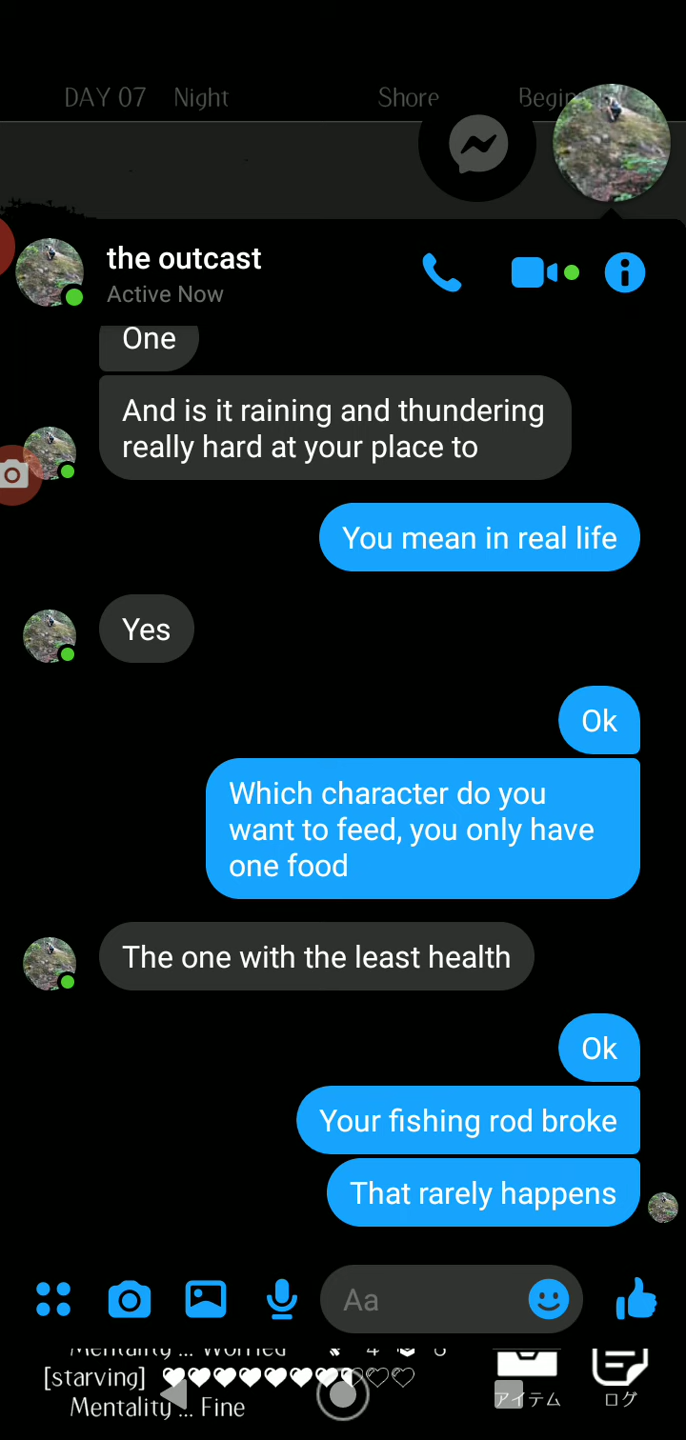 DAY 07 Night Shore Begin
the outcast
Active Now
One
And is it raining and thundering
really hard at your place to
You mean in real life
Yes
Ok
Which character do you
want to feed, you only have
one food
The one with the least health
Ok
Your fishing rod broke
That rarely happens
Aa
Mentality ... Worried 4
[starving]
Mentality ... Fine
アイテム
ログ